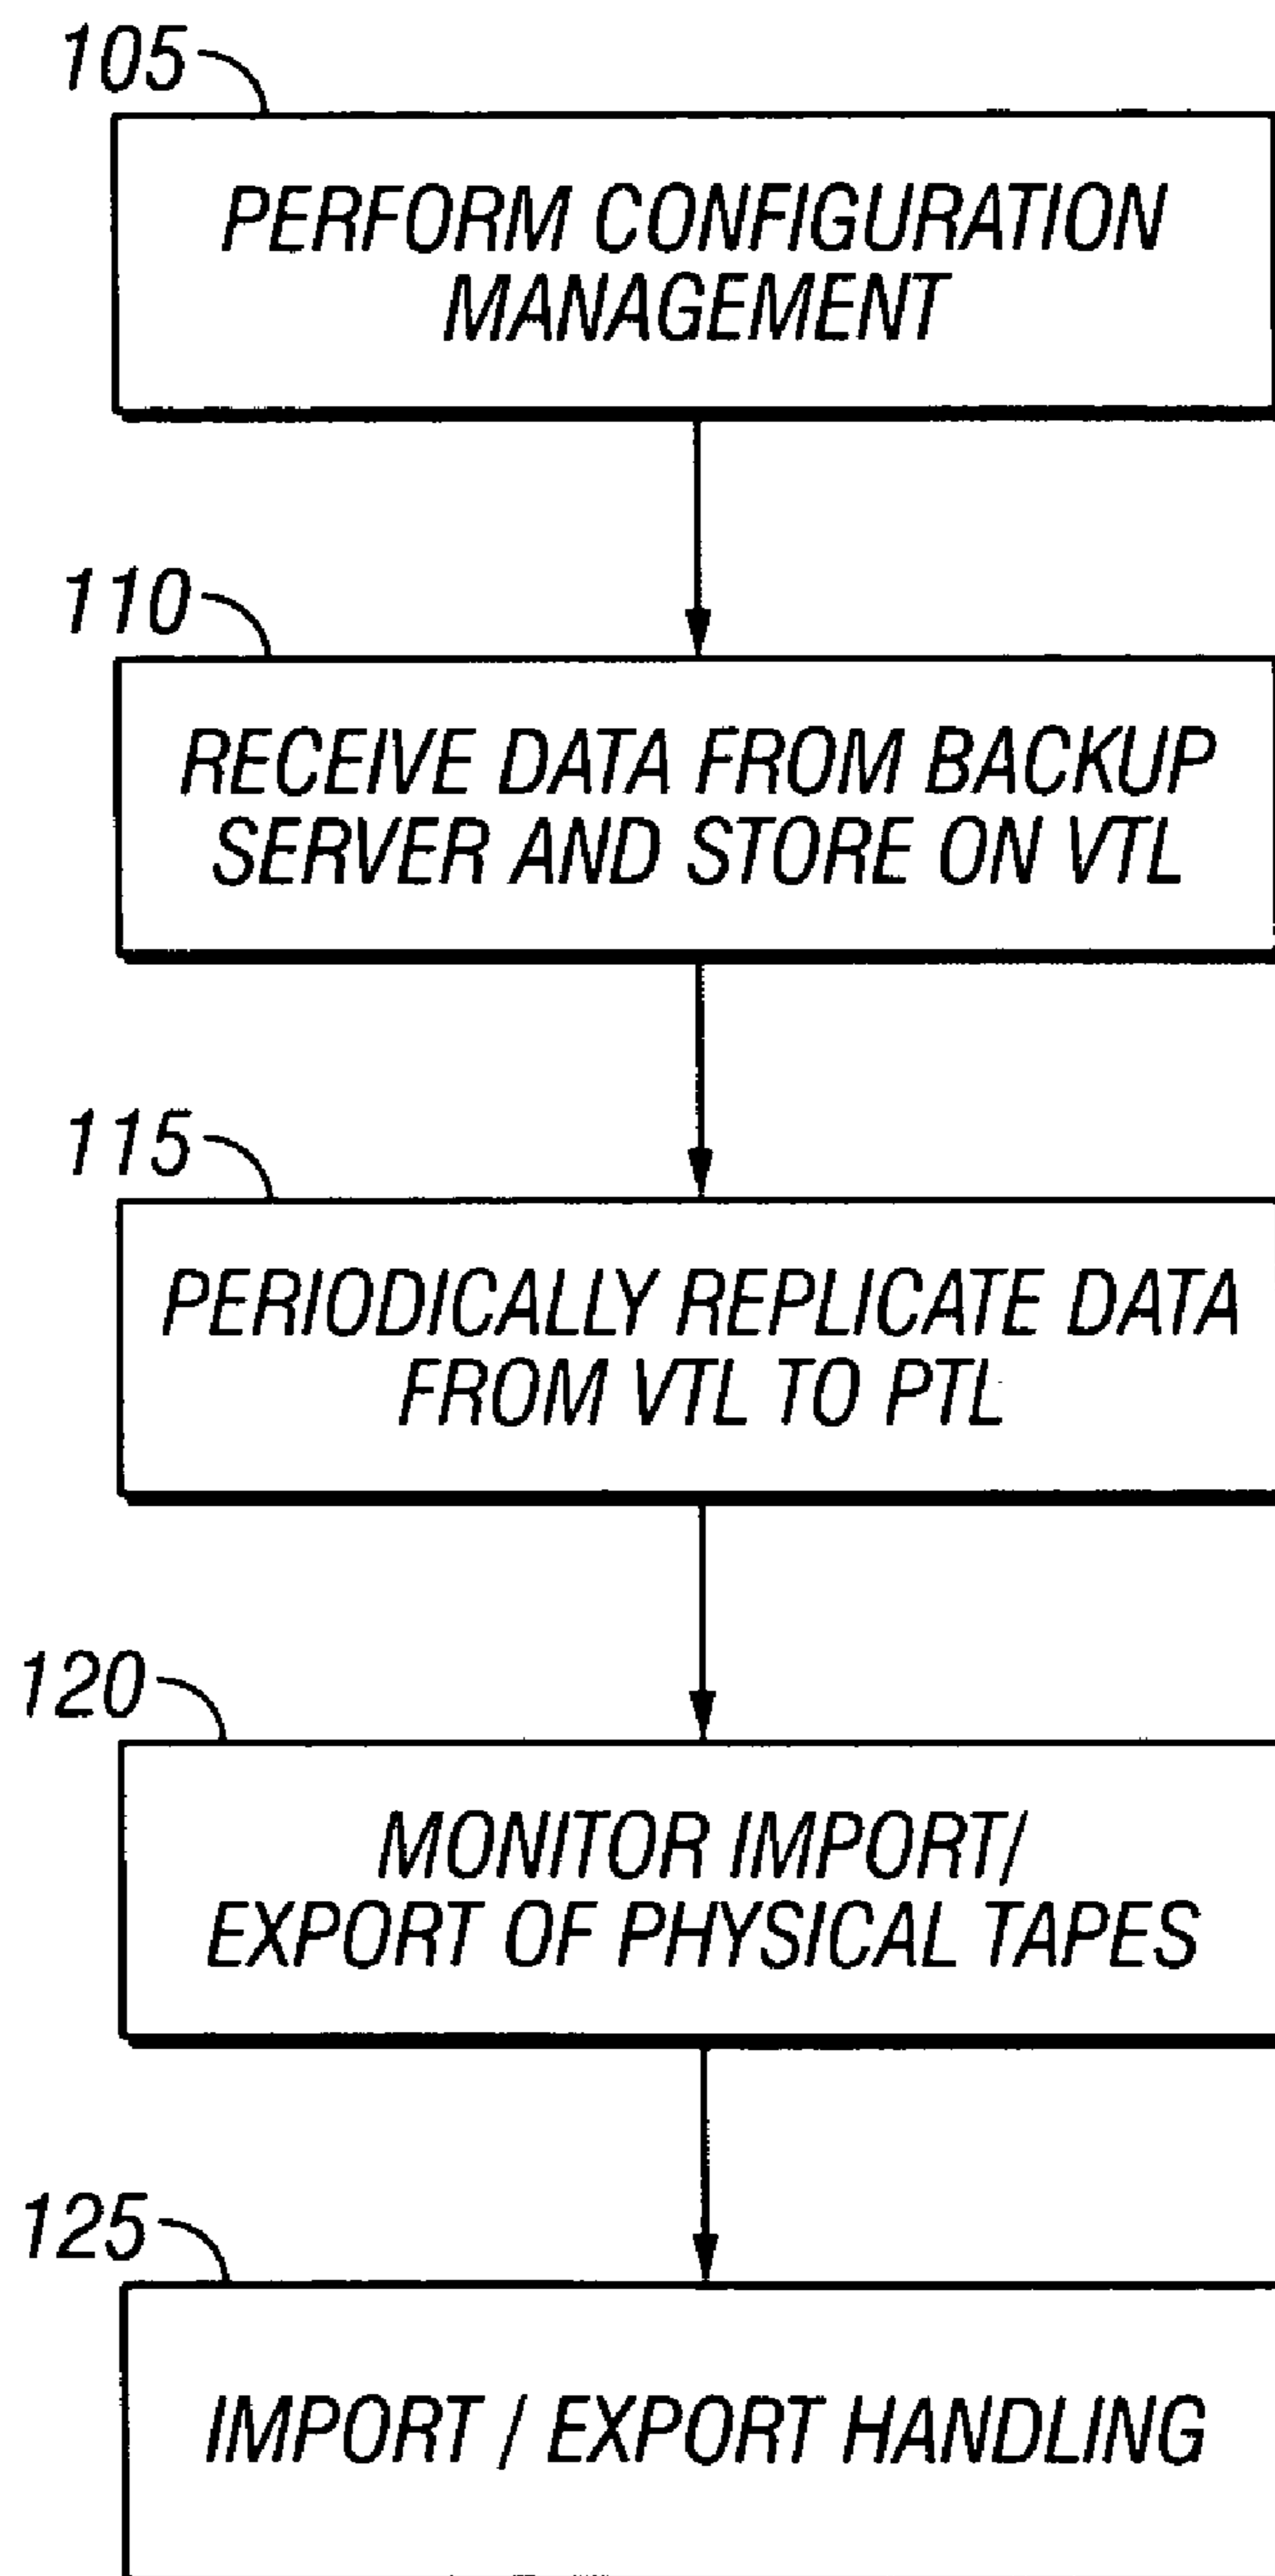 105
PERFORM CONFIGURATION
MANAGEMENT
110
RECEIVE DATA FROM BACKUP
SERVER AND STORE ON VTL
115
PERIODICALLY REPLICATE DATA
FROM VTL TO PTL
120
MONITOR IMPORT/
EXPORT OF PHYSICAL TAPES
125
IMPORT / EXPORT HANDLING